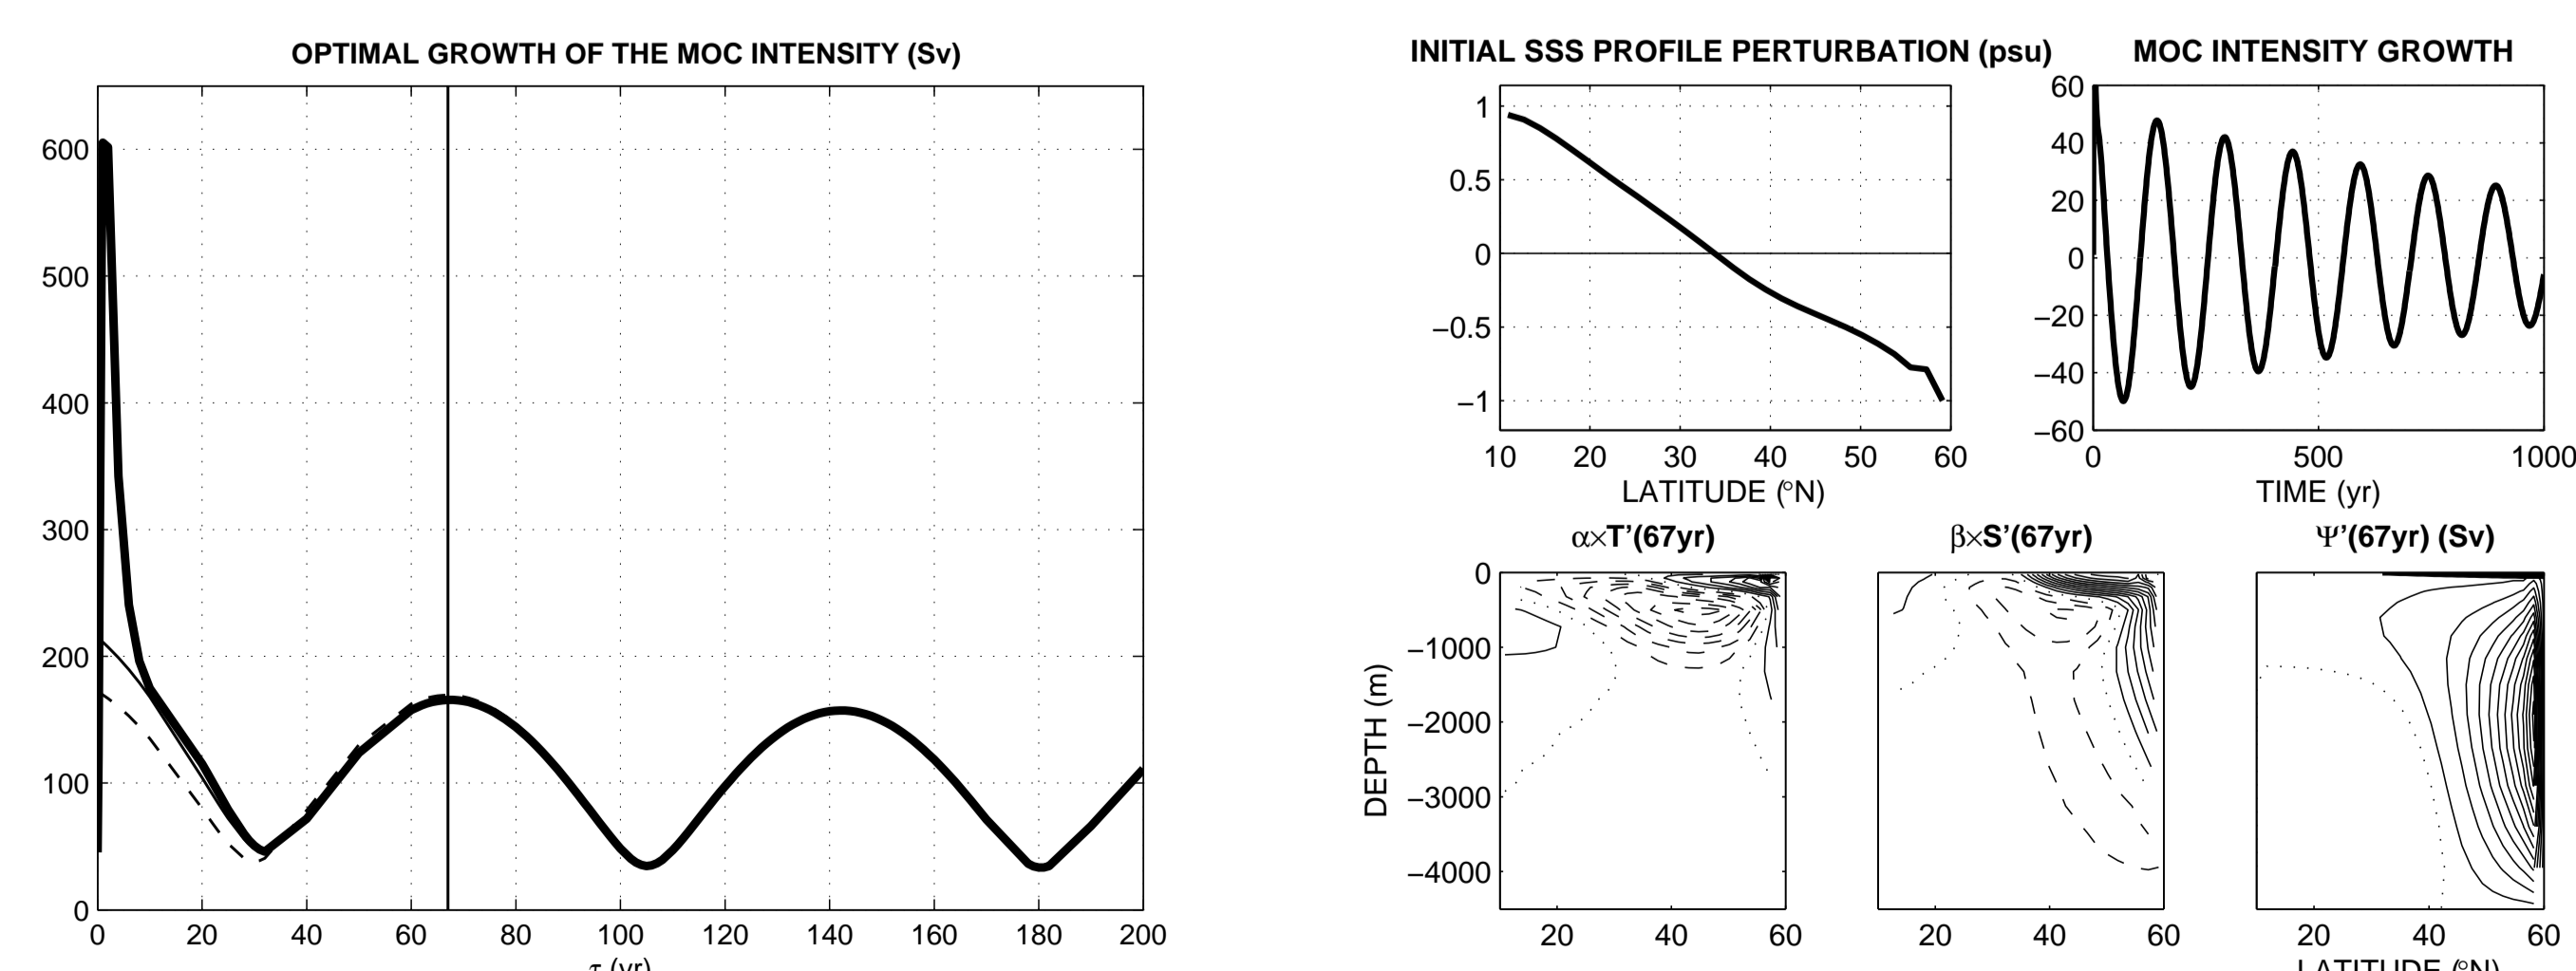 OPTIMAL GROWTH OF THE MOC INTENSITY (Sv)
600
500
400
300
200
100
0
0 20 40 60 80 100 120 140 160 180 200
τ (yr)
INITIAL SSS PROFILE PERTURBATION (psu)
1
0.5
0
−0.5
−1
10 20 30 40 50 60
LATITUDE (°N)
MOC INTENSITY GROWTH
60
40
20
0
−20
−40
−60
0 500 1000
TIME (yr)
α×T’(67yr)
0
−1000
−2000
−3000
−4000
DEPTH (m)
20 40 60
β×S’(67yr)
20 40 60
Ψ’(67yr) (Sv)
20 40 60
LATITUDE (°N)